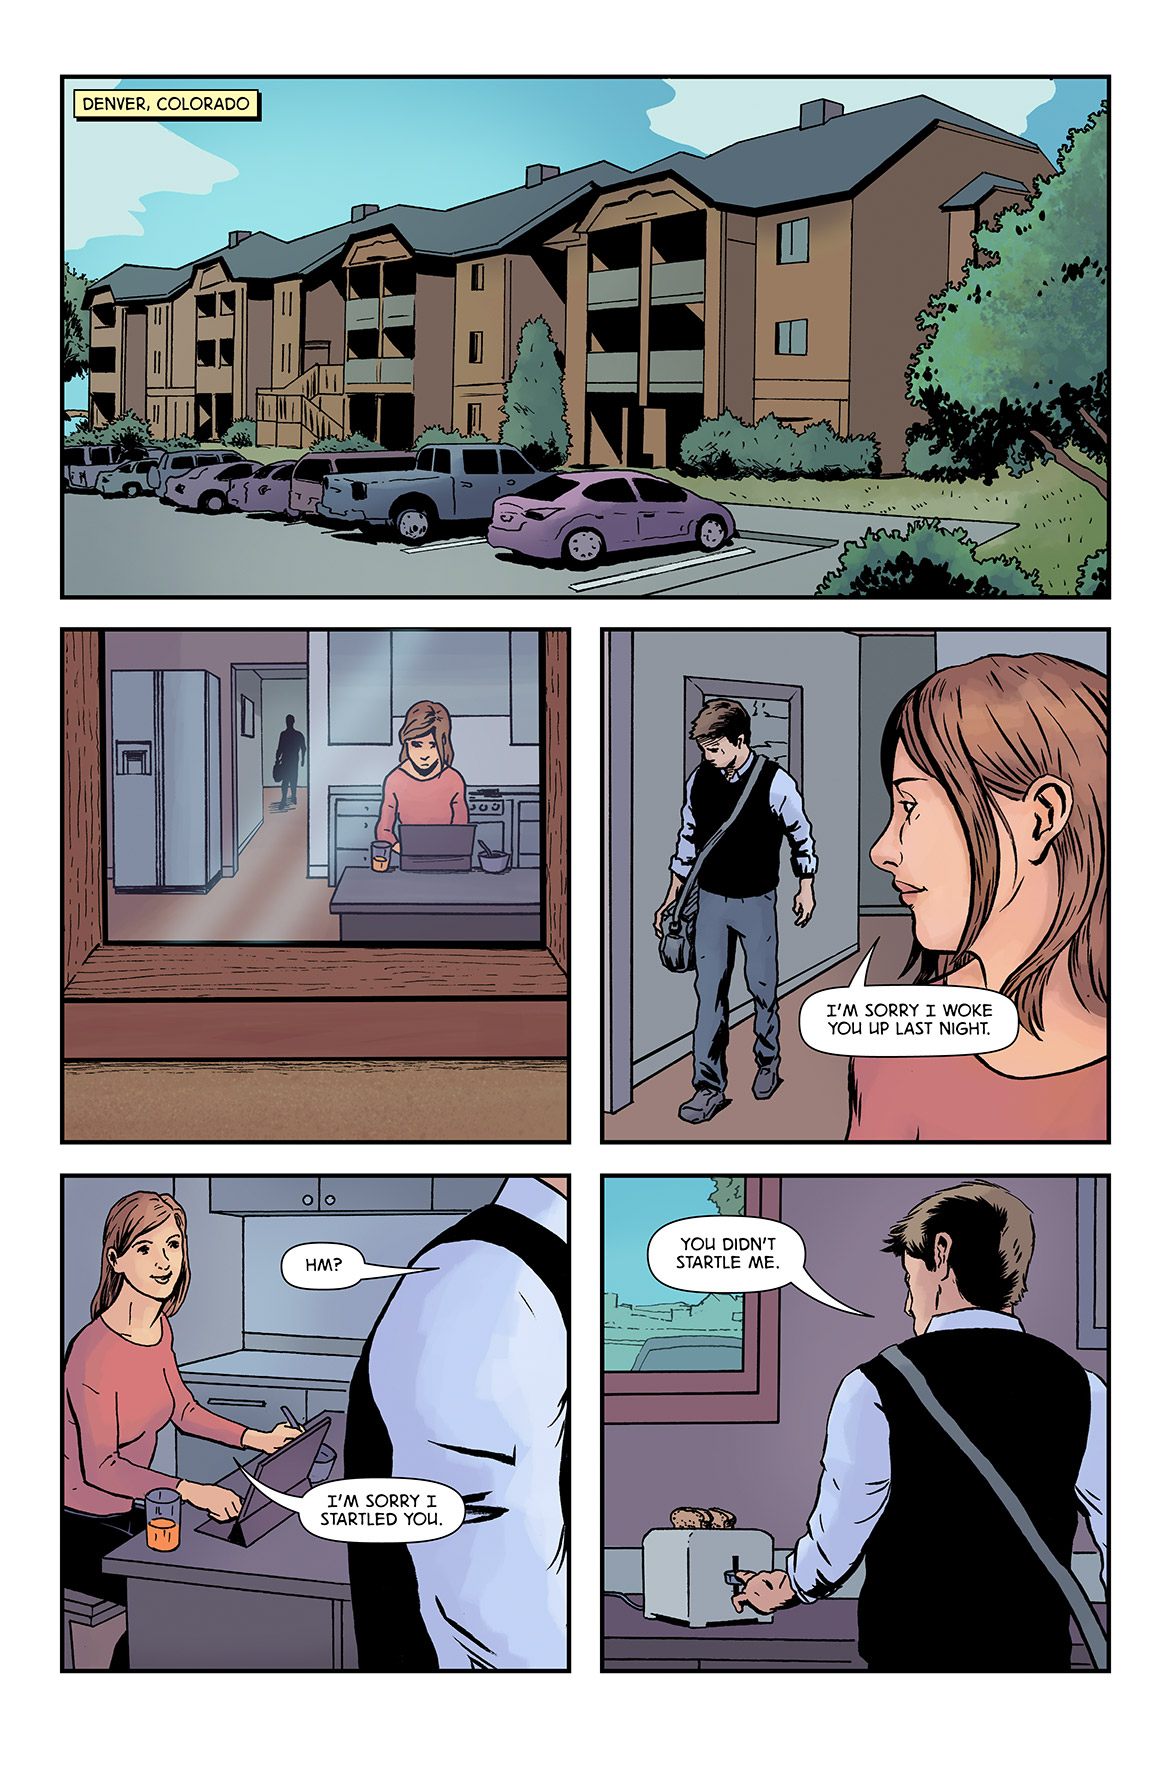 DENVER, COLORADO
I'M SORRY I WOKE
YOU UP LAST NIGHT.
HM?
I'M SORRY I
STARTLED YOU.
YOU DIDN'T
STARTLE ME.